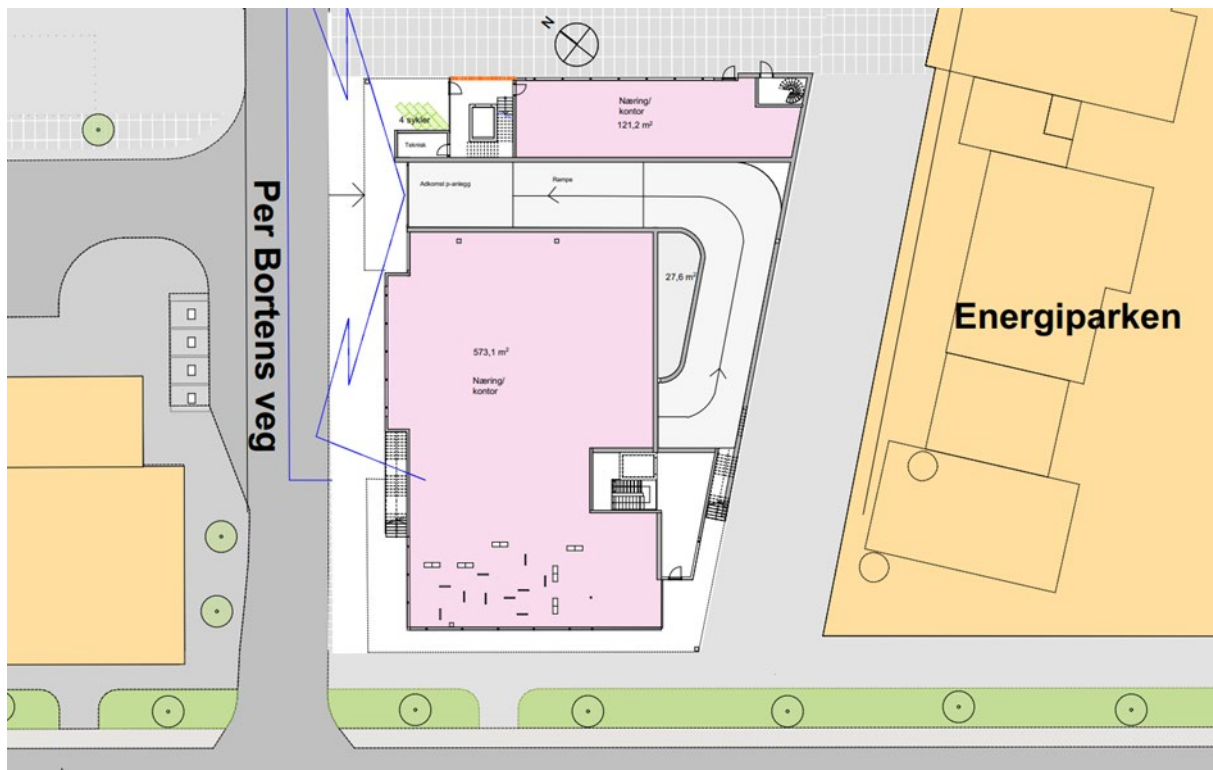 N
Næring/
kontor
121,2 m²
4 sykler
Teknisk
Adkomst p-anlegg
Rampe
Per Bortens veg
27,6 m²
Energiparken
573,1 m²
Næring/
kontor